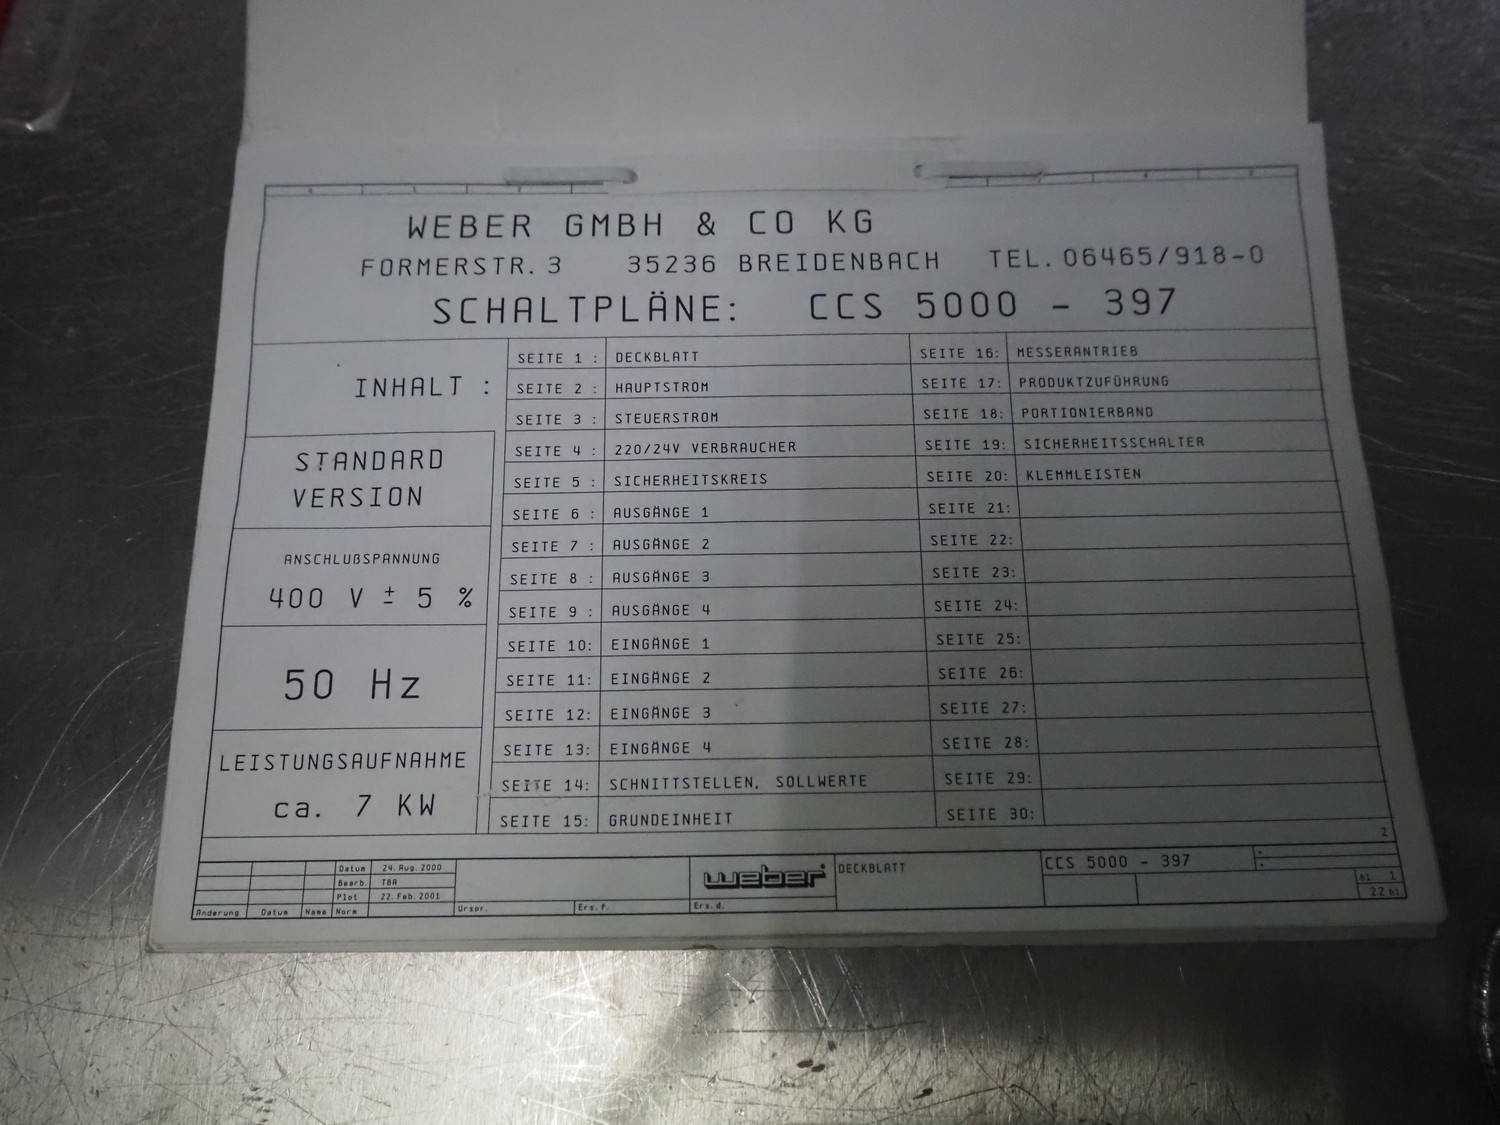 WEBER GMBH & CO KG
FORMERSTR. 3 35236 BREIDENBACH TEL. 06465/918-0
SCHALTPLÄNE: CCS 5000 - 397
INHALT :
STANDARD
VERSION
ANSCHLUßSPANNUNG
400 V ± 5 %
50 Hz
LEISTUNGSAUFNAHME
ca. 7 KW
SEITE 1 : DECKBLATT
SEITE 2 : HAUPTSTROM
SEITE 3 : STEUERSTROM
SEITE 4 : 220/24V VERBRAUCHER
SEITE 5 : SICHERHEITSKREIS
SEITE 6 : AUSGÄNGE 1
SEITE 7 : AUSGÄNGE 2
SEITE 8 : AUSGÄNGE 3
SEITE 9 : AUSGÄNGE 4
SEITE 10: EINGÄNGE 1
SEITE 11: EINGÄNGE 2
SEITE 12: EINGÄNGE 3
SEITE 13: EINGÄNGE 4
SEITE 14: SCHNITTSTELLEN, SOLLWERTE
SEITE 15: GRUNDEINHEIT
SEITE 16: MESSERANTRIEB
SEITE 17: PRODUKTZUFÜHRUNG
SEITE 18: PORTIONIERBAND
SEITE 19: SICHERHEITSSCHALTER
SEITE 20: KLEMMLEISTEN
SEITE 21:
SEITE 22:
SEITE 23:
SEITE 24:
SEITE 25:
SEITE 26:
SEITE 27:
SEITE 28:
SEITE 29:
SEITE 30:
2
Datum 24. Aug. 2000
Bearb. TBA
Plot 22. Feb. 2001
Änderung Datum Name Norm
Urspr. Ers. f. Ers. d.
weber
DECKBLATT
CCS 5000 - 397
Bl 1
22 Bl